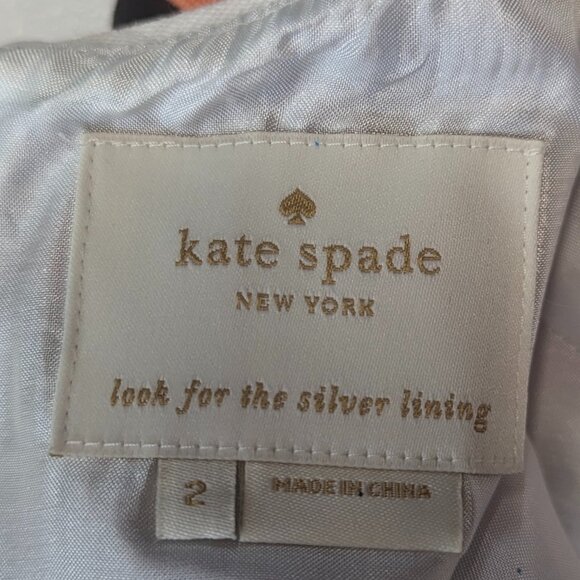 kate spade
NEW YORK
look for the silver lining
2
MADE IN CHINA